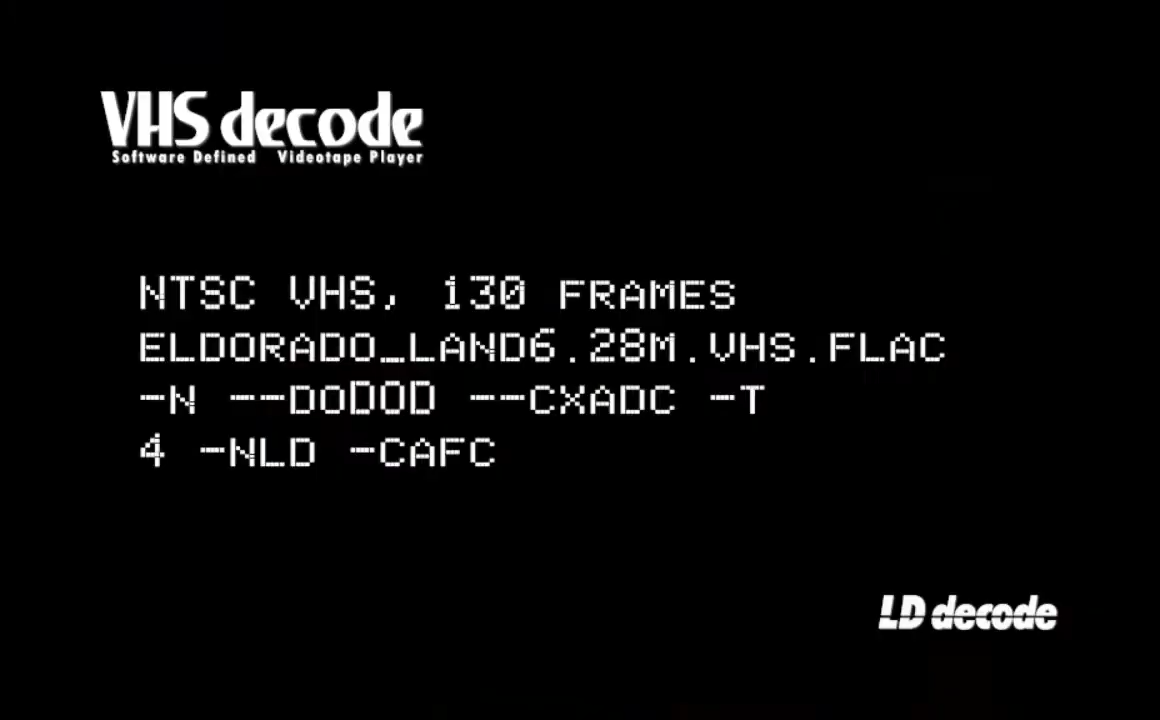 VHS decode
Software Defined Videotape Player
NTSC VHS, 130 FRAMES
ELDORADO_LAND6.28M.VHS.FLAC
-N --DODOD --CXADC -T
4 -NLD -CAFC
LD decode